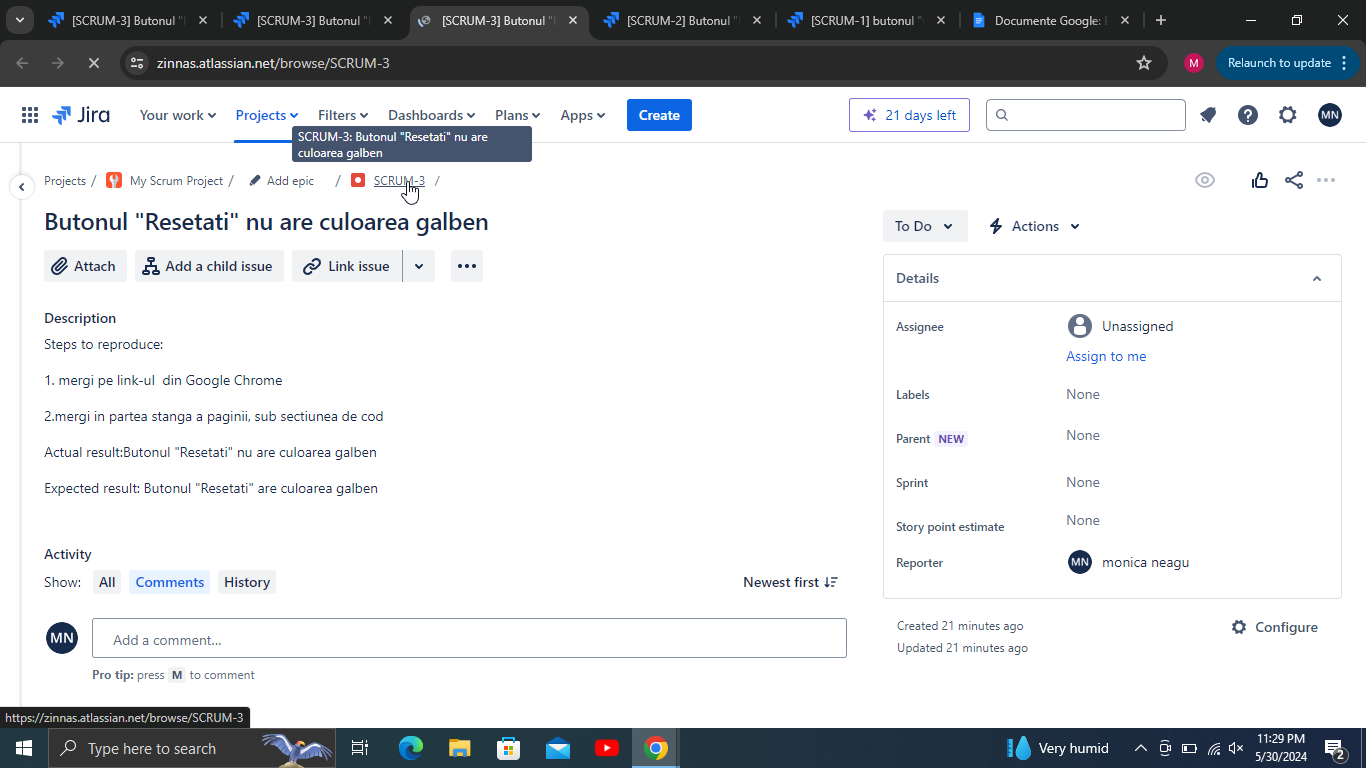 [SCRUM-3] Butonul "
[SCRUM-3] Butonul "
[SCRUM-3] Butonul "
[SCRUM-2] Butonul "
[SCRUM-1] butonul "
Documente Google:
zinnas.atlassian.net/browse/SCRUM-3
M
Relaunch to update
Jira
Your work
Projects
Filters
Dashboards
Plans
Apps
Create
21 days left
MN
SCRUM-3: Butonul "Resetati" nu are
culoarea galben
Projects /
My Scrum Project /
Add epic
/
SCRUM-3 /
Butonul "Resetati" nu are culoarea galben
Attach
Add a child issue
Link issue
To Do
Actions
Description
Steps to reproduce:
1. mergi pe link-ul  din Google Chrome
2.mergi in partea stanga a paginii, sub sectiunea de cod
Actual result:Butonul "Resetati" nu are culoarea galben
Expected result: Butonul "Resetati" are culoarea galben
Details
Assignee
Unassigned
Assign to me
Labels
None
Parent NEW
None
Sprint
None
Story point estimate
None
Reporter
MN monica neagu
Created 21 minutes ago
Updated 21 minutes ago
Configure
Activity
Show: All Comments History
Newest first
MN
Add a comment...
Pro tip: press M to comment
https://zinnas.atlassian.net/browse/SCRUM-3
Type here to search
Very humid
11:29 PM
5/30/2024
2